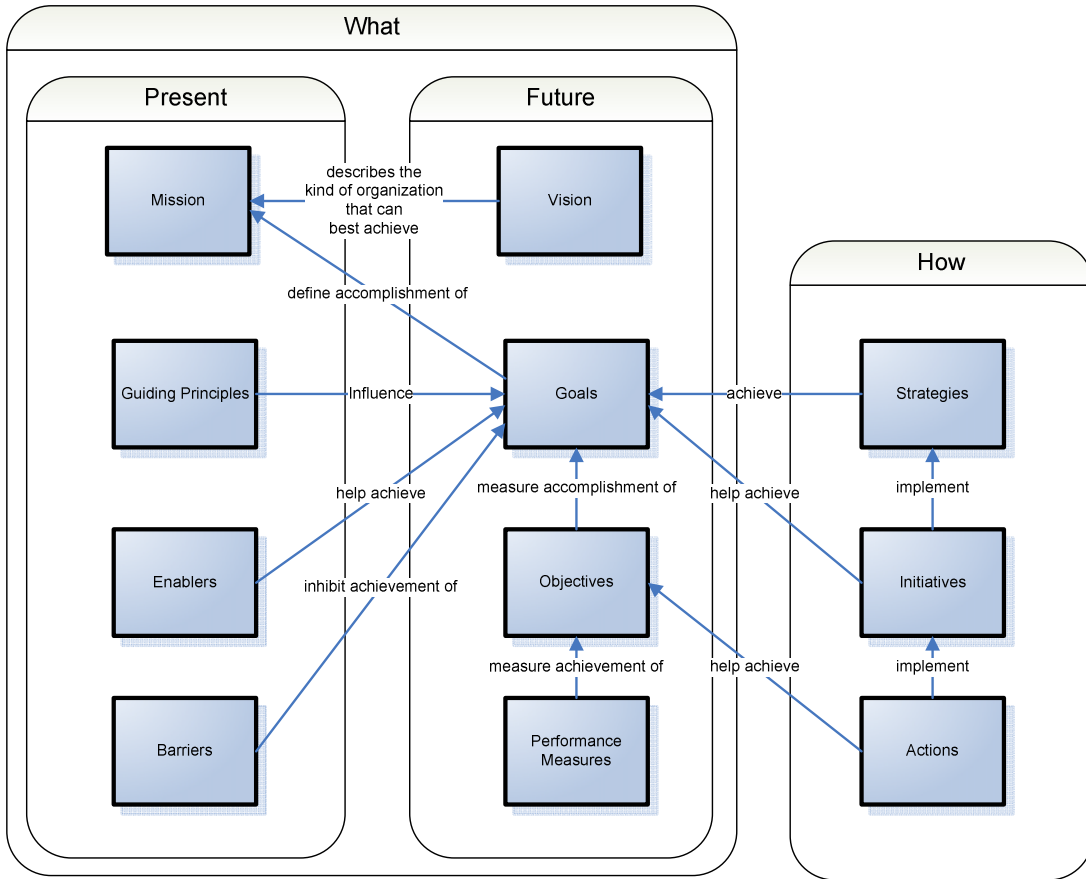 What
Present
Future
Mission
describes the
kind of organization
that can
best achieve
Vision
How
define accomplishment of
Guiding Principles
Influence
Goals
achieve
Strategies
measure accomplishment of
help achieve
help achieve
implement
Enablers
inhibit achievement of
Objectives
Initiatives
measure achievement of
help achieve
implement
Barriers
Performance
Measures
Actions